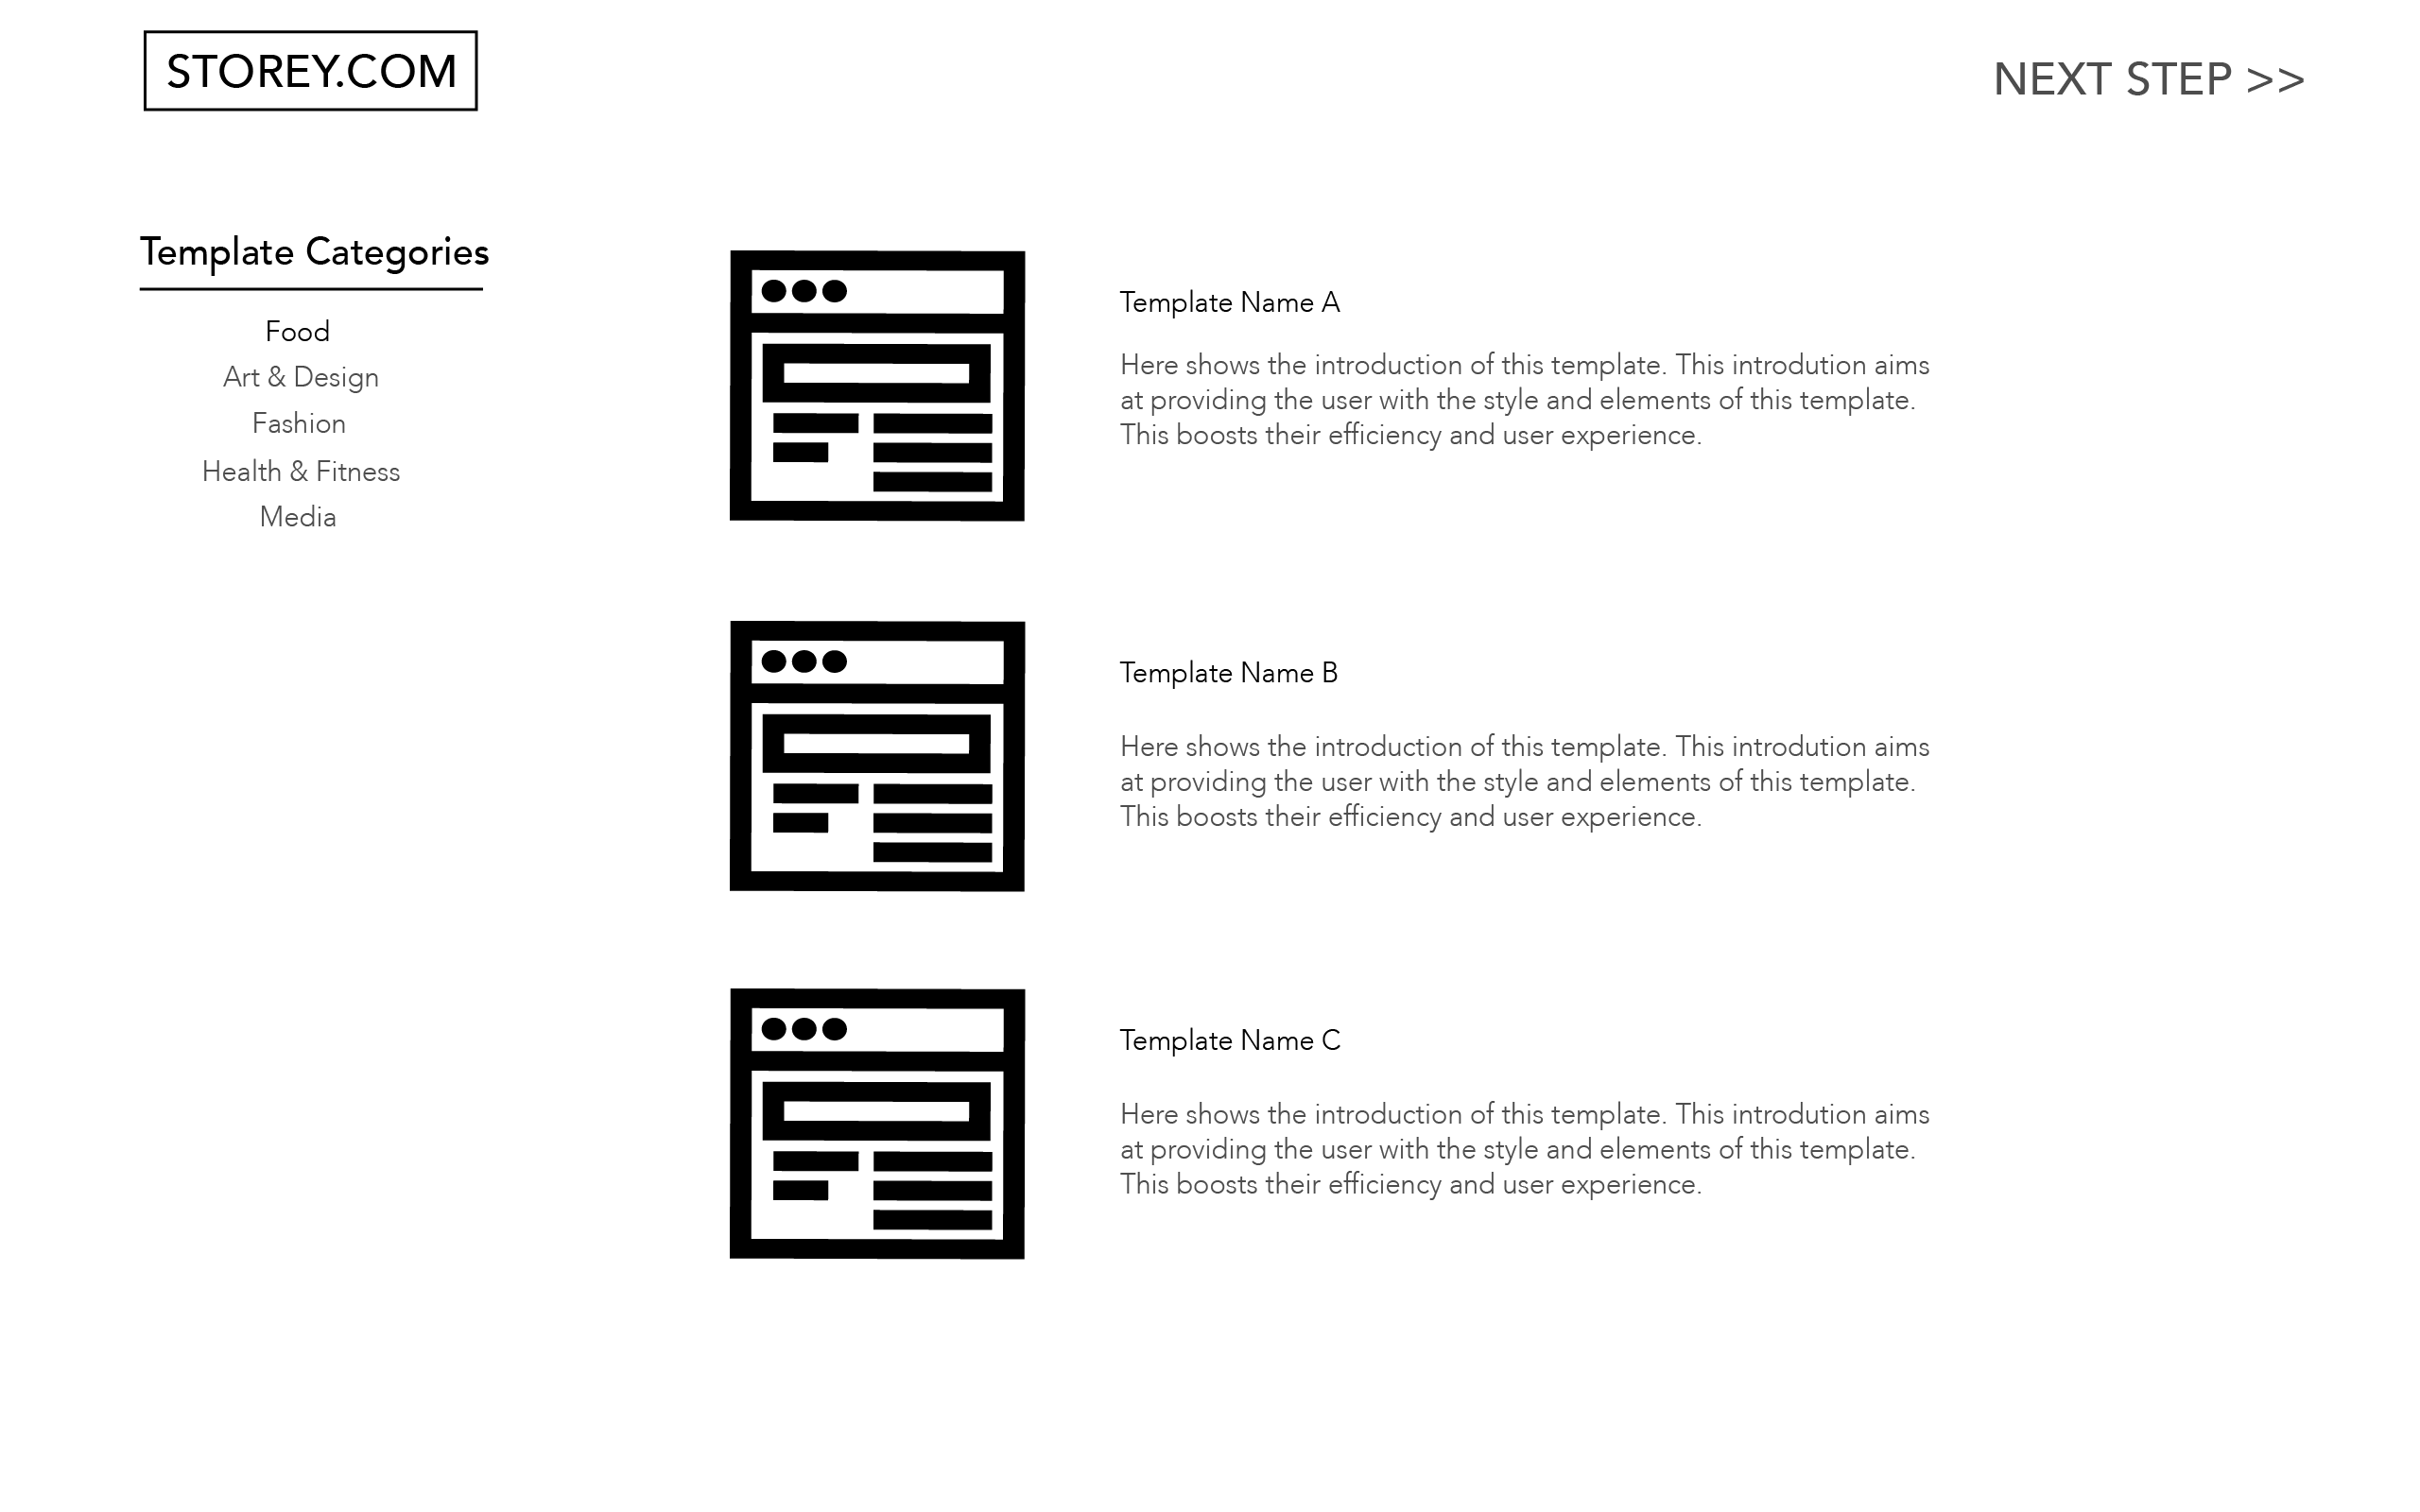 STOREY.COM
NEXT STEP >>
Template Categories
Food
Art & Design
Fashion
Health & Fitness
Media
Template Name A
Here shows the introduction of this template. This introdution aims
at providing the user with the style and elements of this template.
This boosts their efficiency and user experience.
Template Name B
Here shows the introduction of this template. This introdution aims
at providing the user with the style and elements of this template.
This boosts their efficiency and user experience.
Template Name C
Here shows the introduction of this template. This introdution aims
at providing the user with the style and elements of this template.
This boosts their efficiency and user experience.